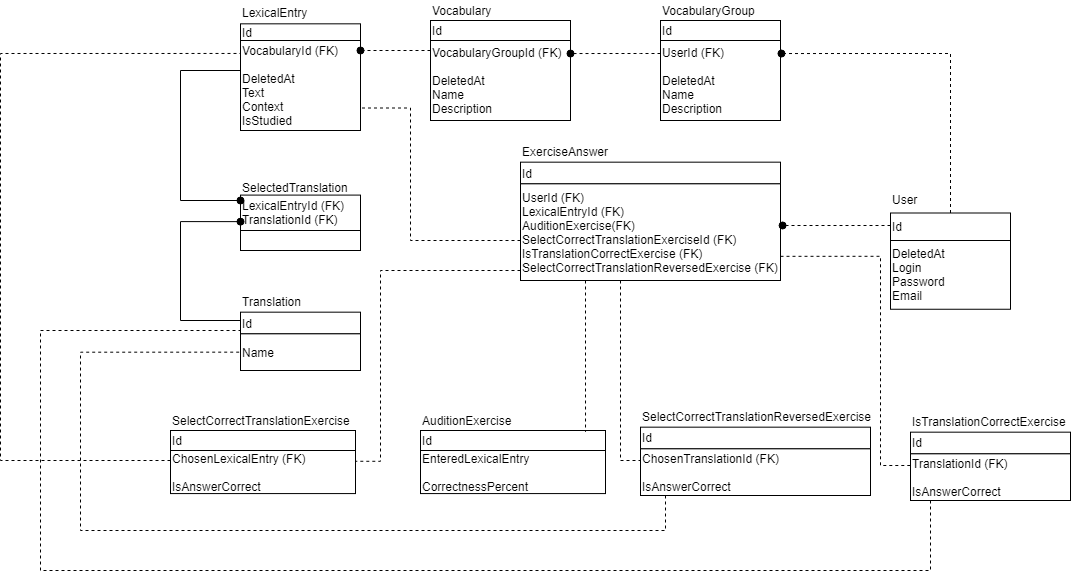 LexicalEntry
Id
VocabularyId (FK)
DeletedAt
Text
Context
IsStudied
Vocabulary
Id
VocabularyGroupId (FK)
DeletedAt
Name
Description
VocabularyGroup
Id
UserId (FK)
DeletedAt
Name
Description
ExerciseAnswer
Id
UserId (FK)
LexicalEntryId (FK)
AuditionExercise(FK)
SelectCorrectTranslationExerciseId (FK)
IsTranslationCorrectExercise (FK)
SelectCorrectTranslationReversedExercise (FK)
SelectedTranslation
LexicalEntryId (FK)
TranslationId (FK)
User
Id
DeletedAt
Login
Password
Email
Translation
Id
Name
SelectCorrectTranslationExercise
Id
ChosenLexicalEntry (FK)
IsAnswerCorrect
AuditionExercise
Id
EnteredLexicalEntry
CorrectnessPercent
SelectCorrectTranslationReversedExercise
Id
ChosenTranslationId (FK)
IsAnswerCorrect
IsTranslationCorrectExercise
Id
TranslationId (FK)
IsAnswerCorrect